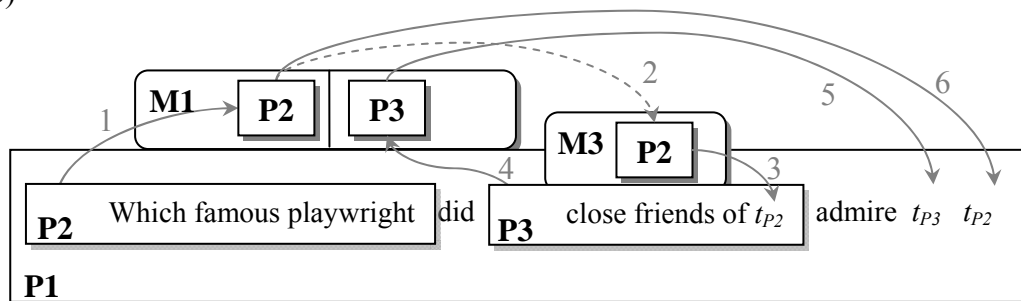 )
6
2
5
M1 P2 P3
1
M3 P2
4 3
P2 Which famous playwright did P3 close friends of tP2 admire tP3 tP2
P1